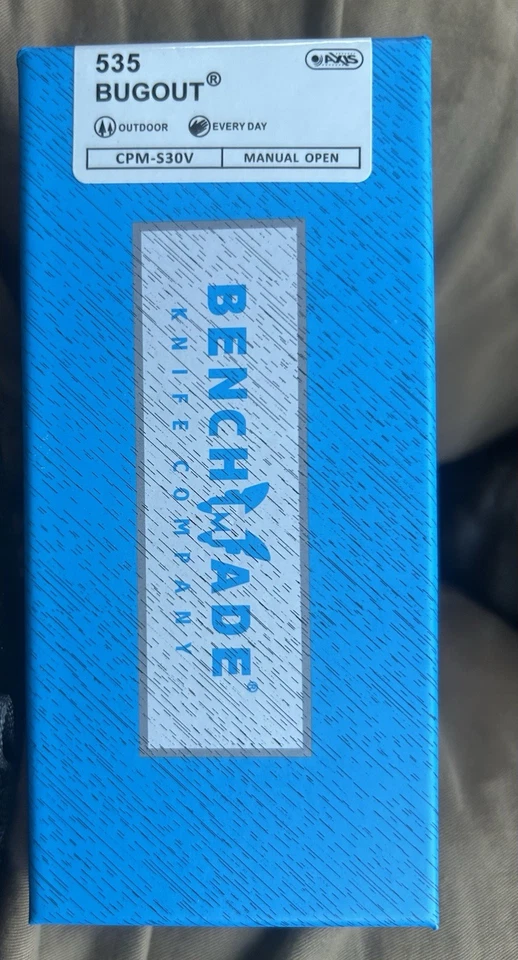 535
AXIS
BUGOUT®
OUTDOOR EVERY DAY
CPM-S30V MANUAL OPEN
BENCHMADE®
KNIFE COMPANY